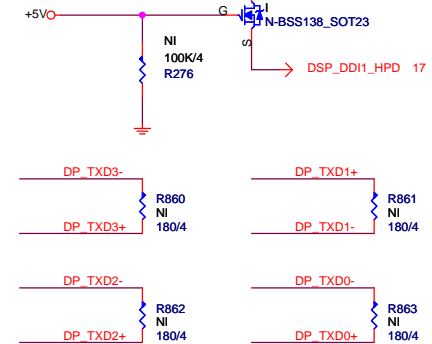 +5V
G
I
N-BSS138_SOT23
S
NI
100K/4
R276
DSP_DDI1_HPD 17
DP_TXD3-
R860
NI
DP_TXD3+
180/4
DP_TXD1+
R861
NI
DP_TXD1-
180/4
DP_TXD2-
R862
NI
DP_TXD2+
180/4
DP_TXD0-
R863
NI
DP_TXD0+
180/4